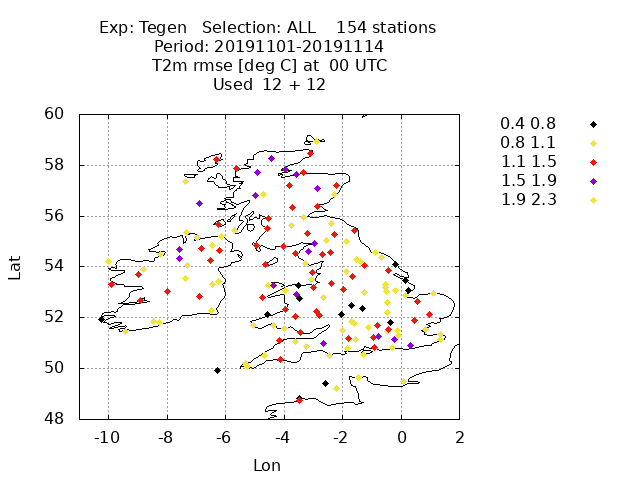 Exp: Tegen   Selection: ALL    154 stations
Period: 20191101-20191114
T2m rmse [deg C] at  00 UTC
Used  12 + 12
60
58
56
54
52
50
48
Lat
-10 -8 -6 -4 -2 0 2
Lon
0.4 0.8
0.8 1.1
1.1 1.5
1.5 1.9
1.9 2.3